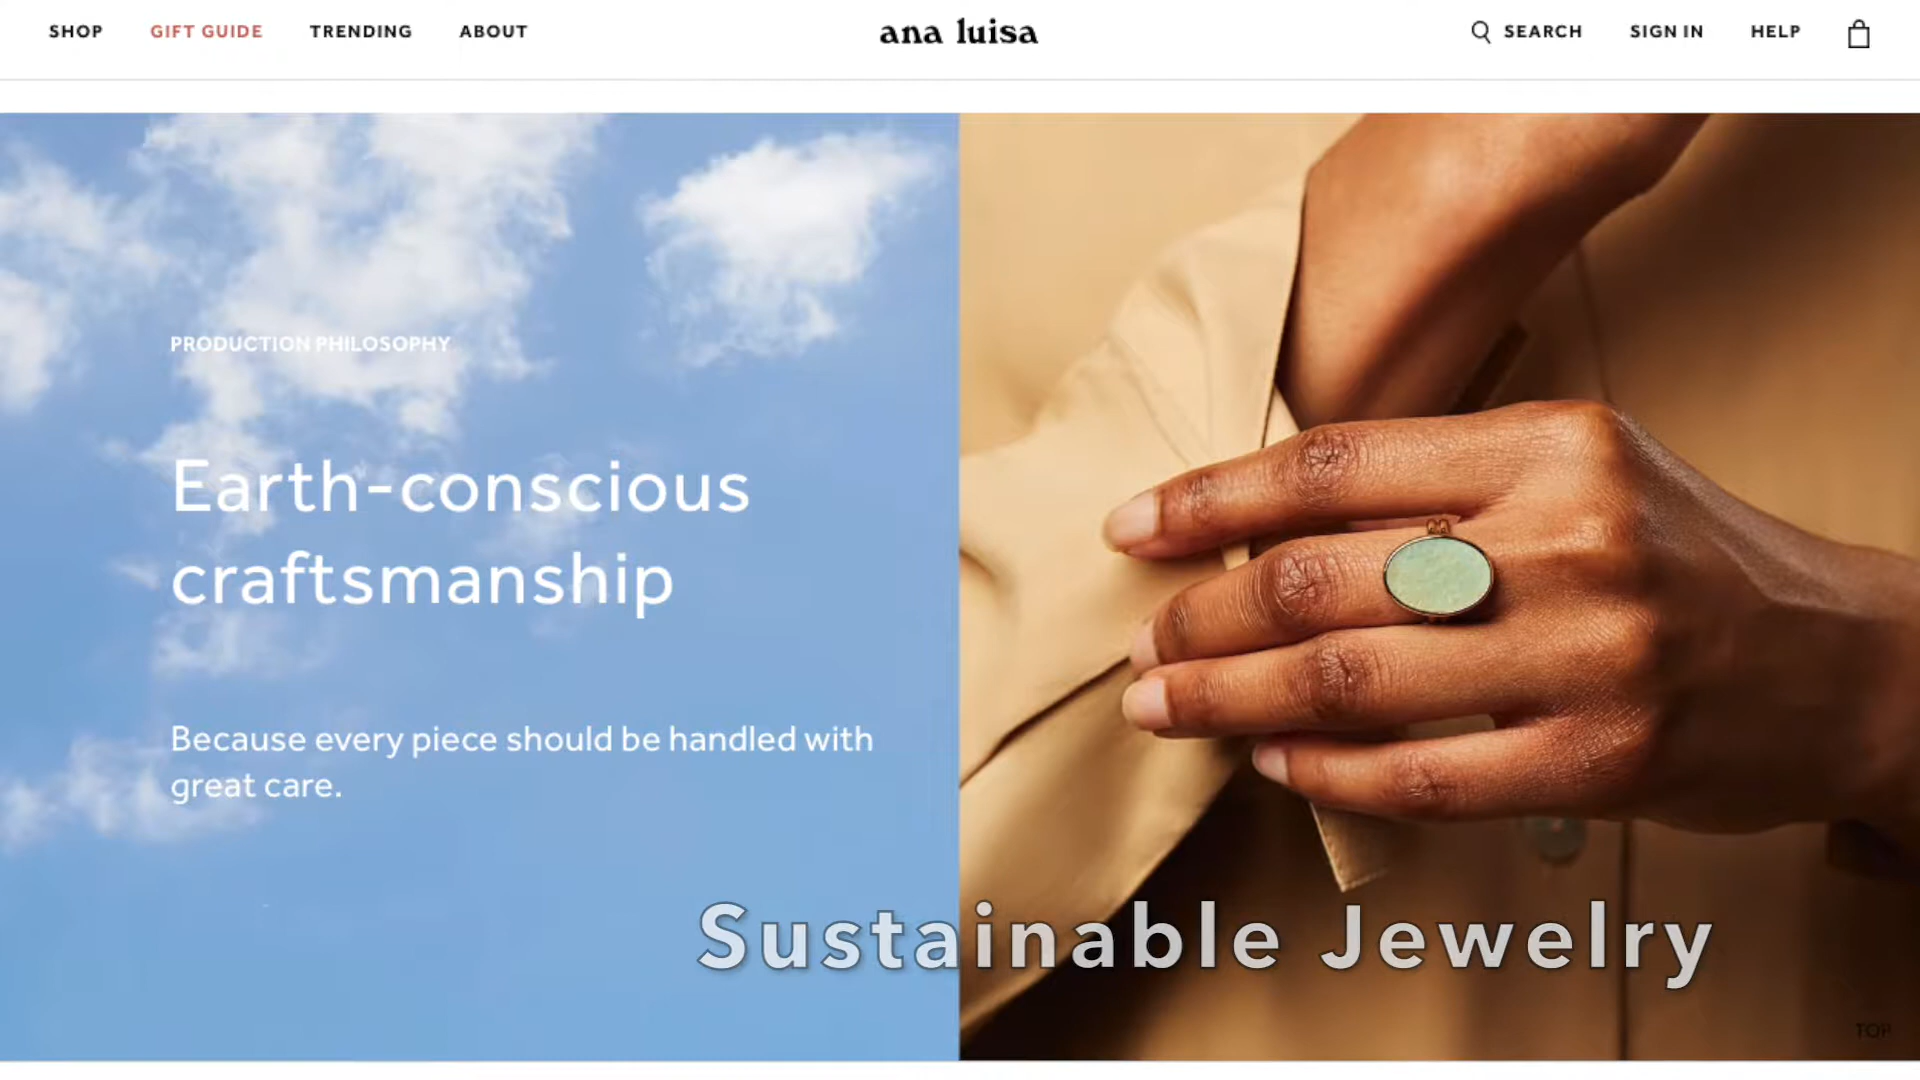 SHOP GIFT GUIDE TRENDING ABOUT ana luisa SEARCH SIGN IN HELP
PRODUCTION PHILOSOPHY
Earth-conscious
craftsmanship
Because every piece should be handled with
great care.
Sustainable Jewelry
TOP